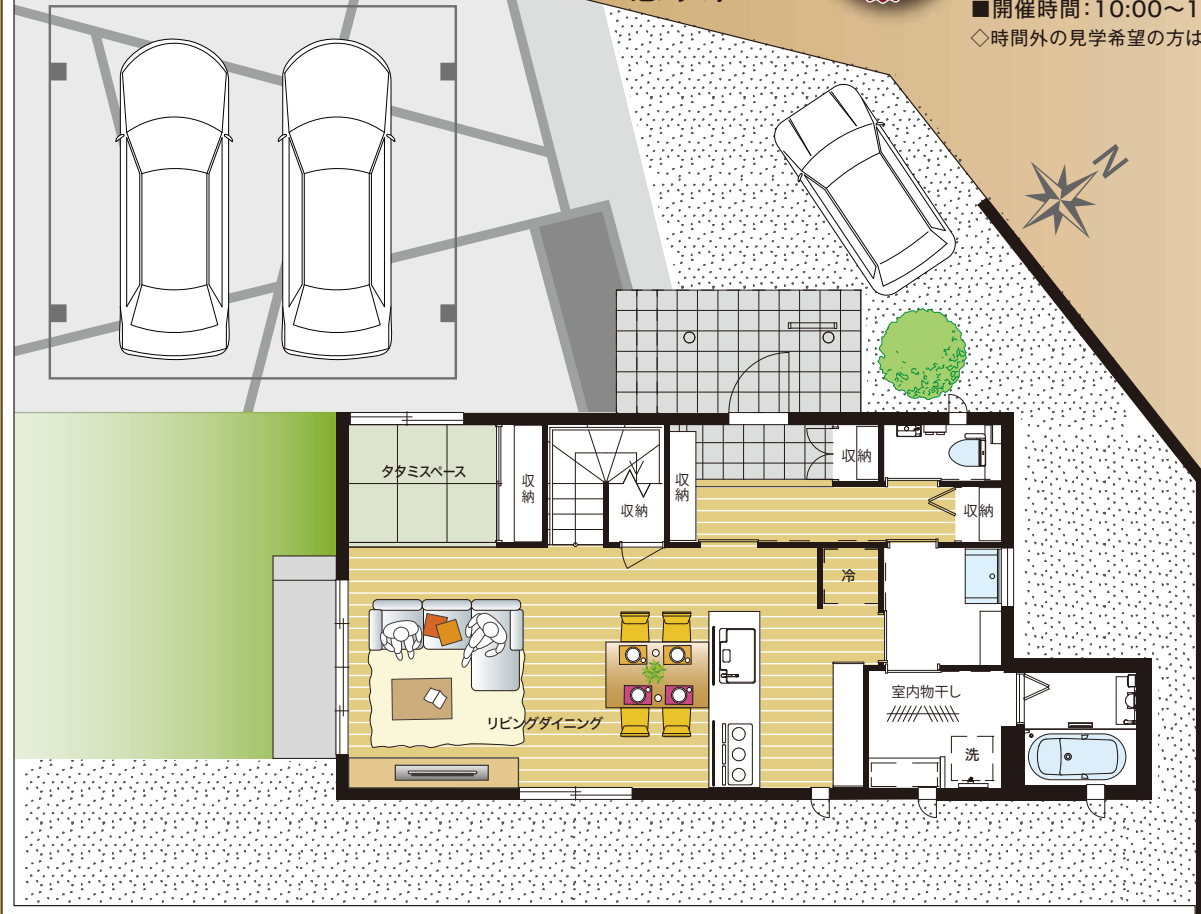 ■開催時間：10:00～1
◇時間外の見学希望の方は
N
タタミスペース
収納
収納
収納
収納
収納
冷
室内物干し
リビングダイニング
洗